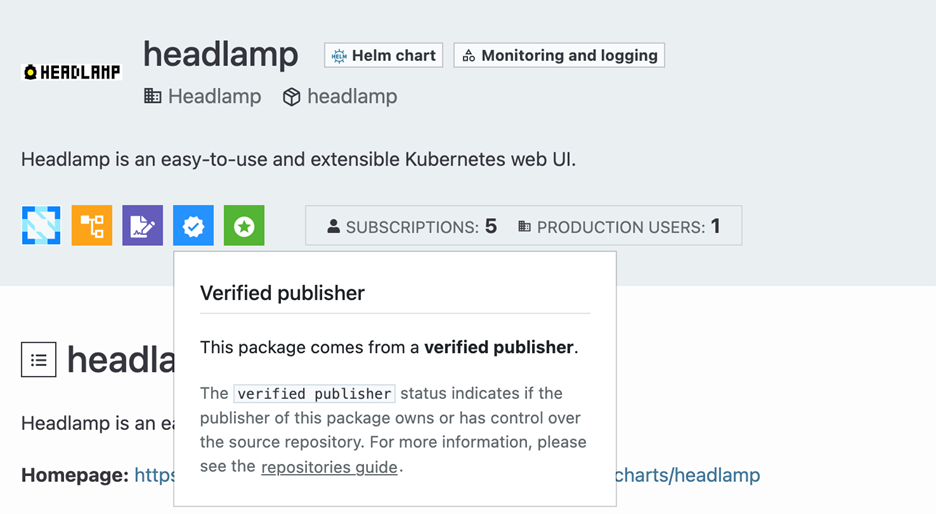 headlamp
HELM Helm chart
Monitoring and logging
HEADLAMP
Headlamp headlamp
Headlamp is an easy-to-use and extensible Kubernetes web UI.
SUBSCRIPTIONS: 5 PRODUCTION USERS: 1
Verified publisher
This package comes from a verified publisher.
The verified publisher status indicates if the
publisher of this package owns or has control over
the source repository. For more information, please
see the repositories guide.
headla
Headlamp is an ea
Homepage: https charts/headlamp